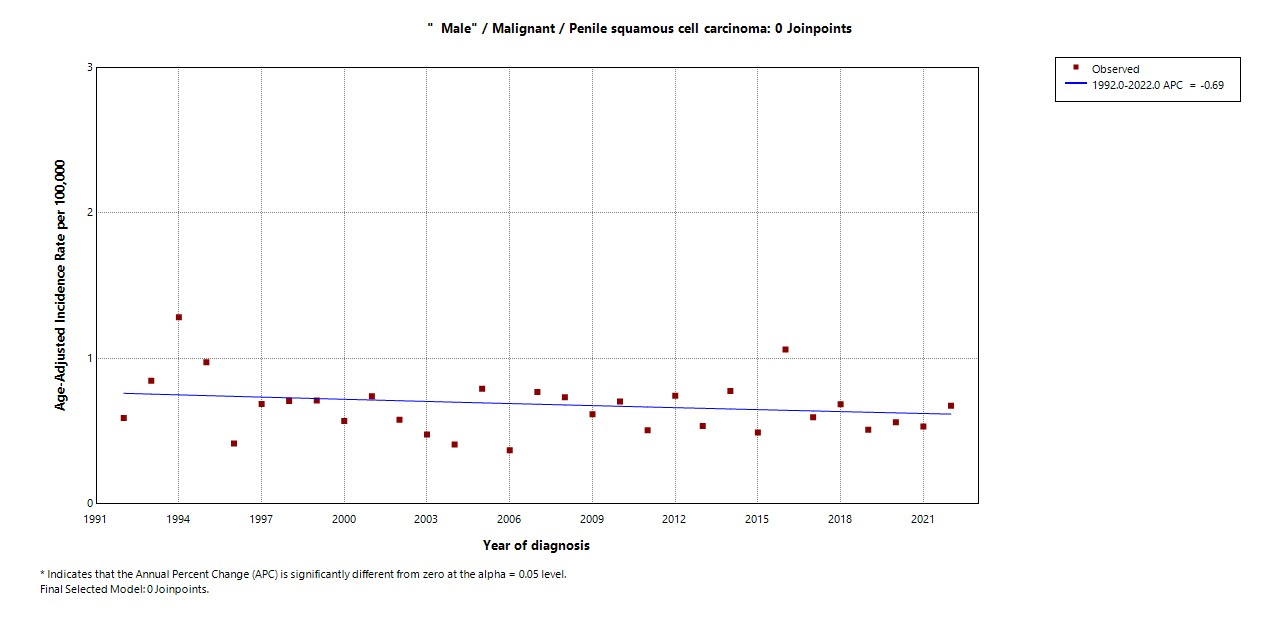 " Male" / Malignant / Penile squamous cell carcinoma: 0 Joinpoints
Observed
1992.0-2022.0 APC = -0.69
Age-Adjusted Incidence Rate per 100,000
3
2
1
0
1991 1994 1997 2000 2003 2006 2009 2012 2015 2018 2021
Year of diagnosis
* Indicates that the Annual Percent Change (APC) is significantly different from zero at the alpha = 0.05 level.
Final Selected Model: 0 Joinpoints.